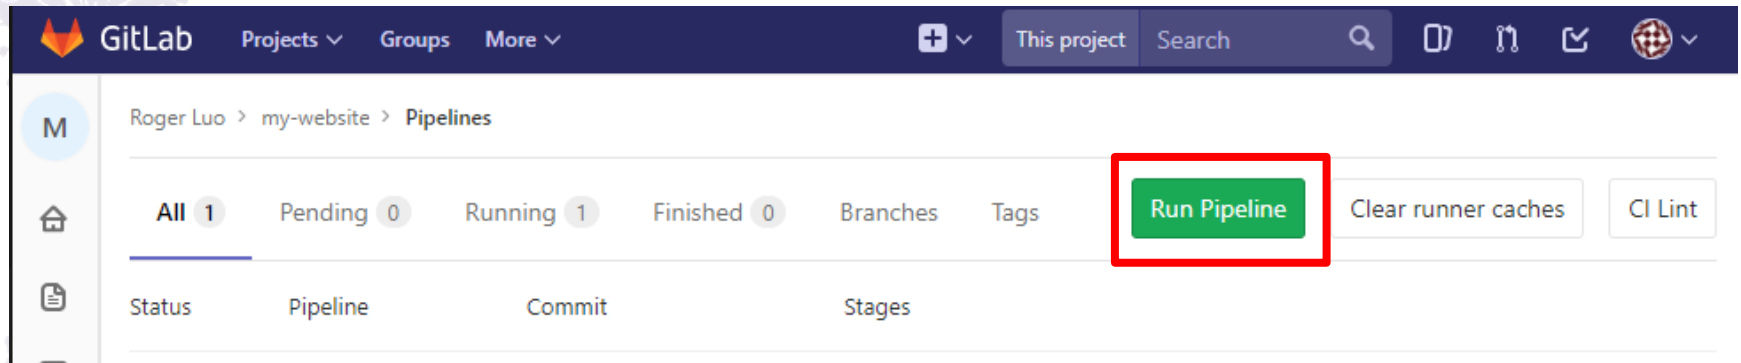 GitLab Projects Groups More This project Search
M
Roger Luo > my-website > Pipelines
All 1 Pending 0 Running 1 Finished 0 Branches Tags Run Pipeline Clear runner caches CI Lint
Status Pipeline Commit Stages